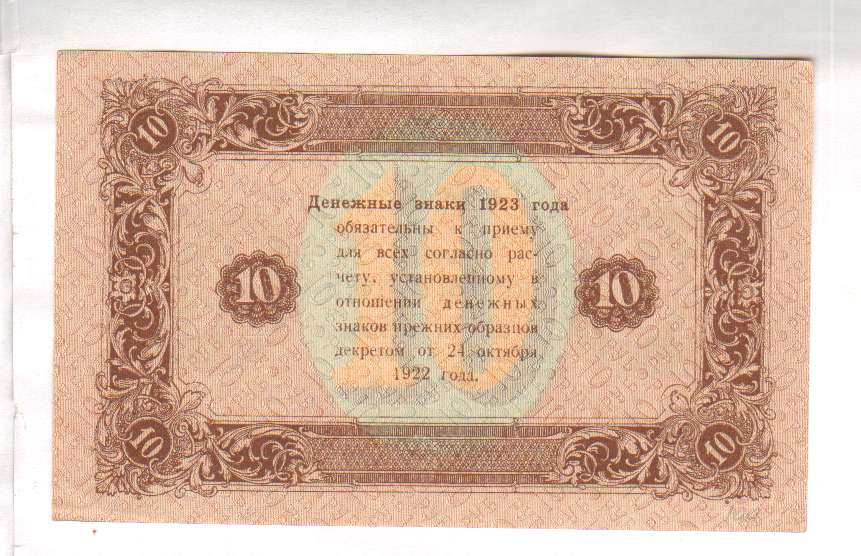 10 10
10
Денежные знаки 1923 года
обязательны к приему
для всех согласно рас-
чету, установленному в
отношении денежных
знаков прежних образцов
декретом от 24 октября
1922 года.
10 10
10 10